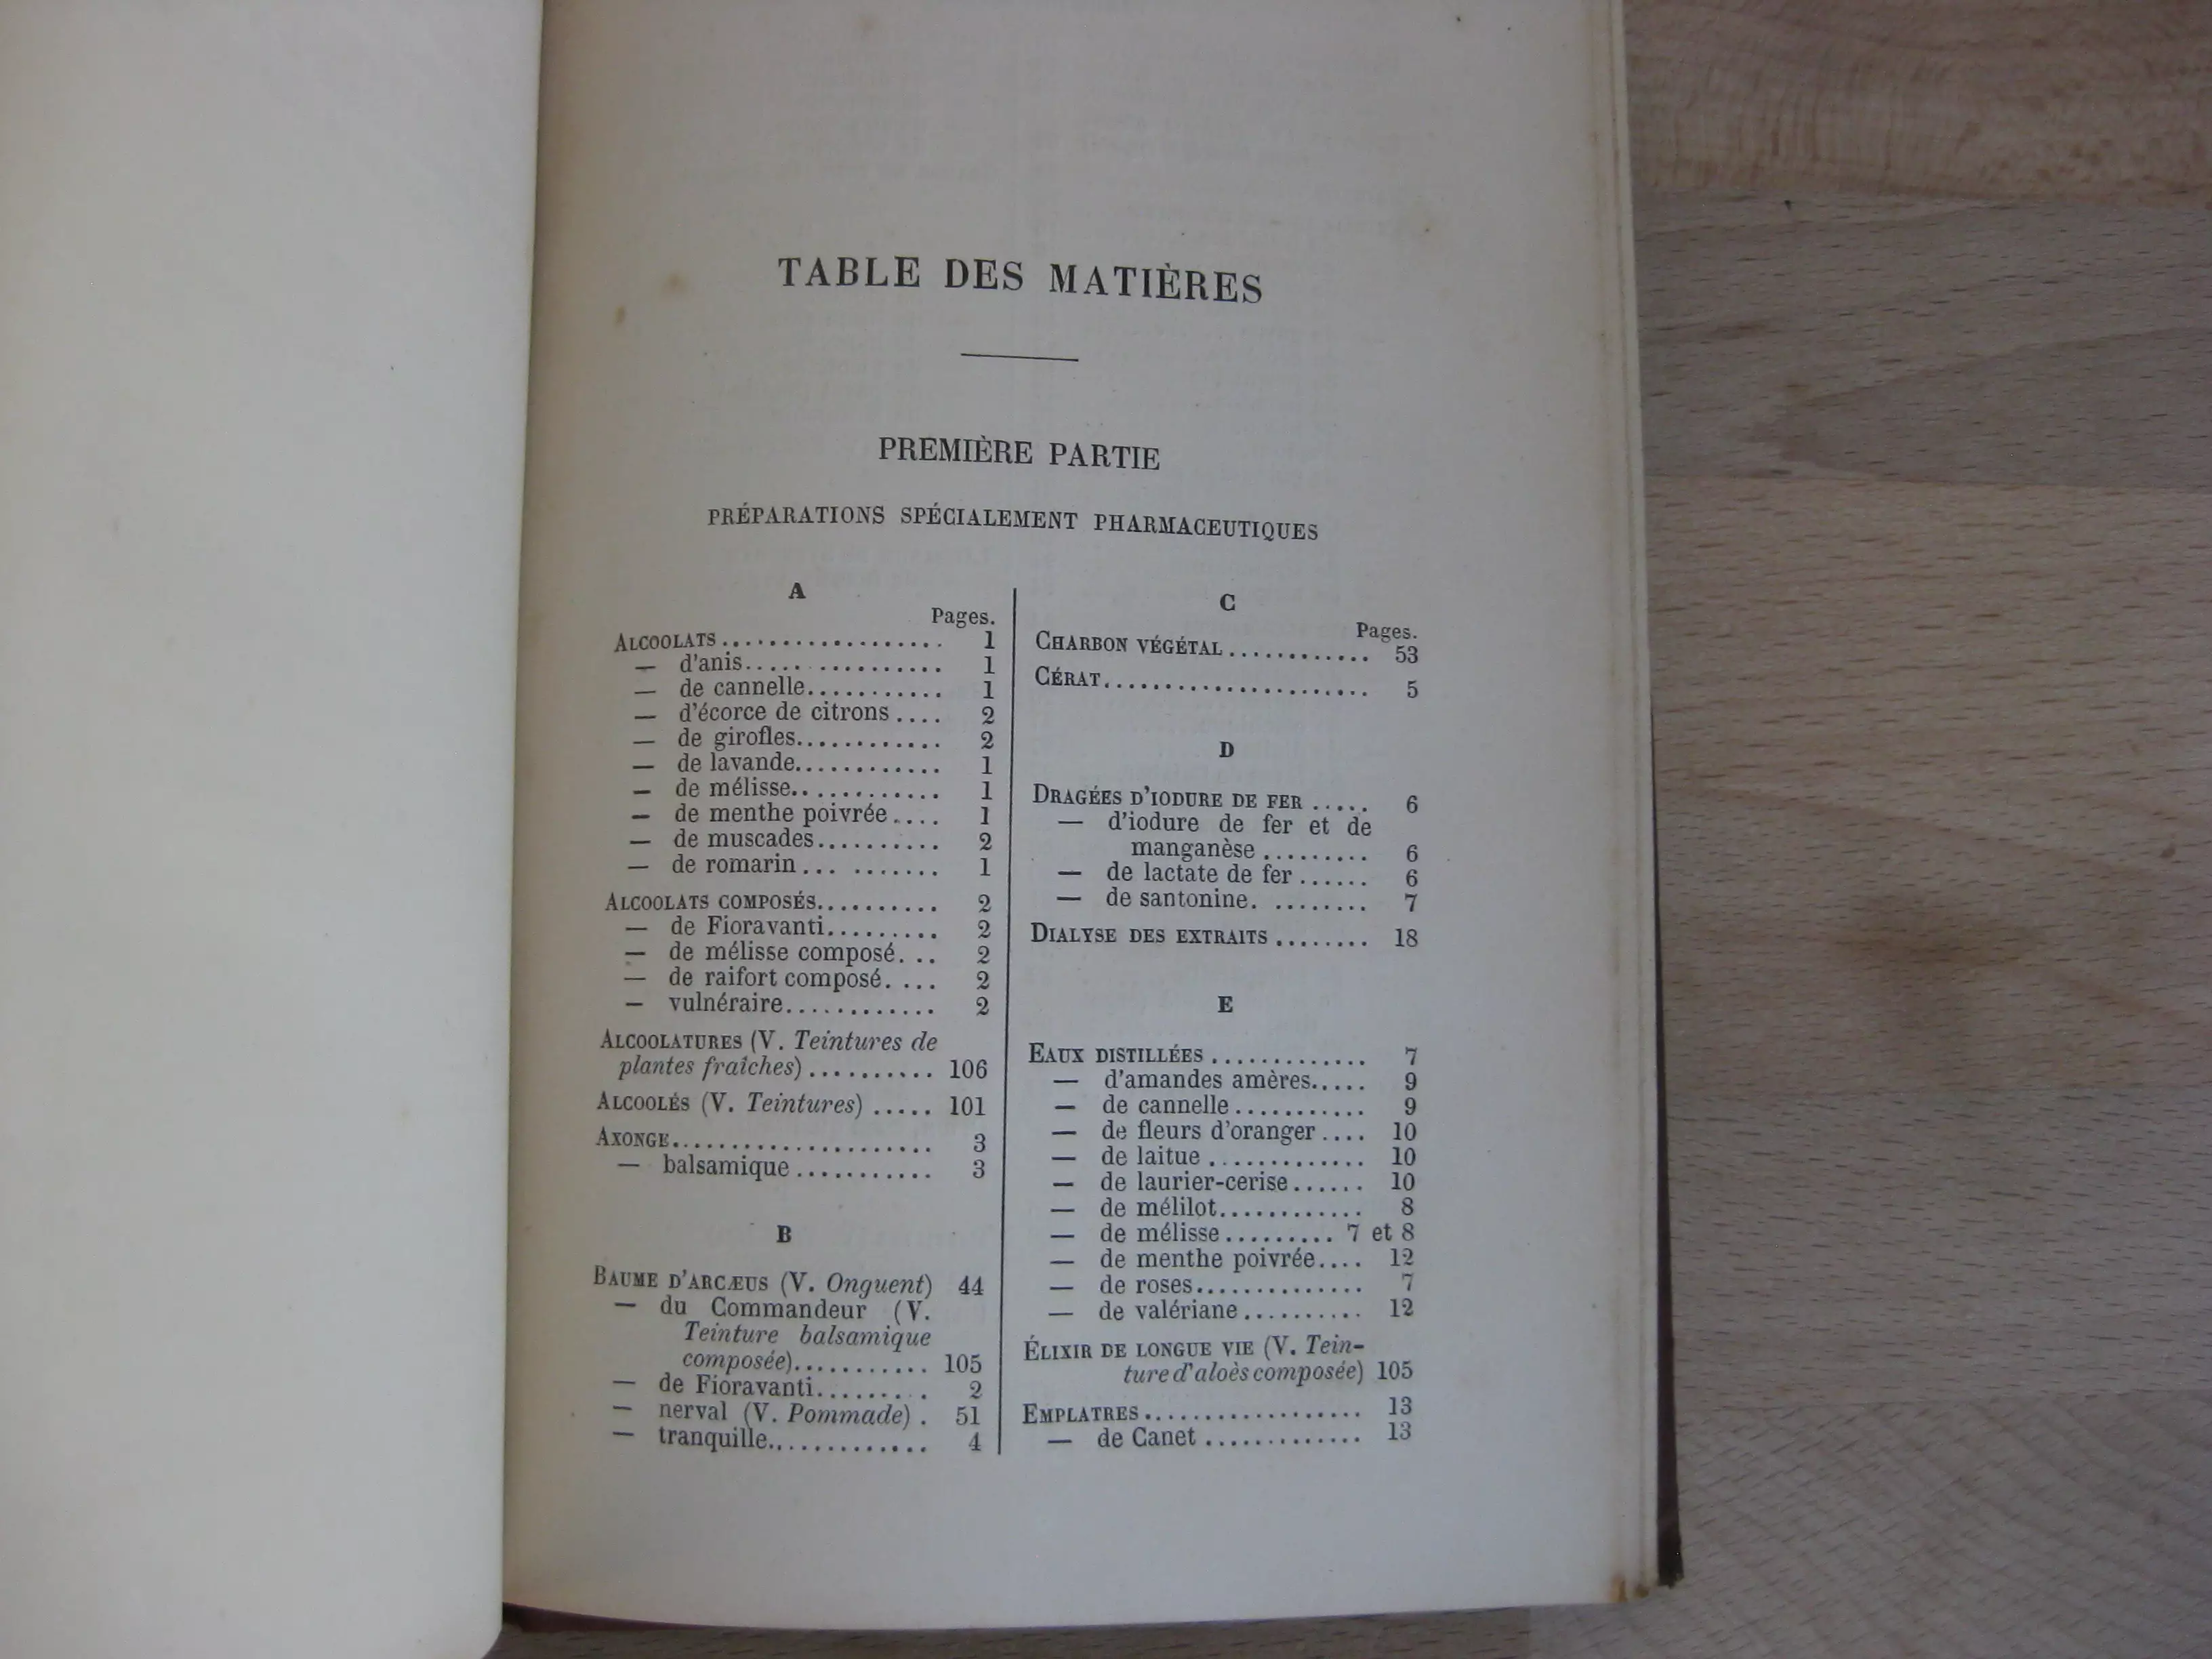 TABLE DES MATIÈRES
PREMIÈRE PARTIE
PRÉPARATIONS SPÉCIALEMENT PHARMACEUTIQUES
A
Pages.
ALCOOLATS.................. 1
— d'anis..... ............ 1
— de cannelle........... 1
— d'écorce de citrons .... 2
— de girofles............ 2
— de lavande............ 1
— de mélisse............ 1
— de menthe poivrée .... 1
— de muscades.......... 2
— de romarin... ....... 1
ALCOOLATS COMPOSÉS.......... 2
— de Fioravanti......... 2
— de mélisse composé. .. 2
— de raifort composé. ... 2
— vulnéraire............ 2
ALCOOLATURES (V. Teintures de
plantes fraîches) .......... 106
ALCOOLÉS (V. Teintures) ..... 101
AXONGE..................... 3
— balsamique ........... 3
B
BAUME D'ARCÆUS (V. Onguent) 44
— du Commandeur (V.
Teinture balsamique
composée)........... 105
— de Fioravanti......... 2
— nerval (V. Pommade) . 51
— tranquille............. 4
C
Pages.
CHARBON VÉGÉTAL ............ 53
CÉRAT...................... 5
D
DRAGÉES D'IODURE DE FER ..... 6
— d'iodure de fer et de
manganèse ......... 6
— de lactate de fer ...... 6
— de santonine. ........ 7
DIALYSE DES EXTRAITS ........ 18
E
EAUX DISTILLÉES ............. 7
— d'amandes amères..... 9
— de cannelle........... 9
— de fleurs d'oranger .... 10
— de laitue ............. 10
— de laurier-cerise...... 10
— de mélilot............ 8
— de mélisse ......... 7 et 8
— de menthe poivrée.... 12
— de roses.............. 7
— de valériane.......... 12
ÉLIXIR DE LONGUE VIE (V. Tein-
ture d'aloès composée) 105
EMPLATRES .................. 13
— de Canet ............. 13